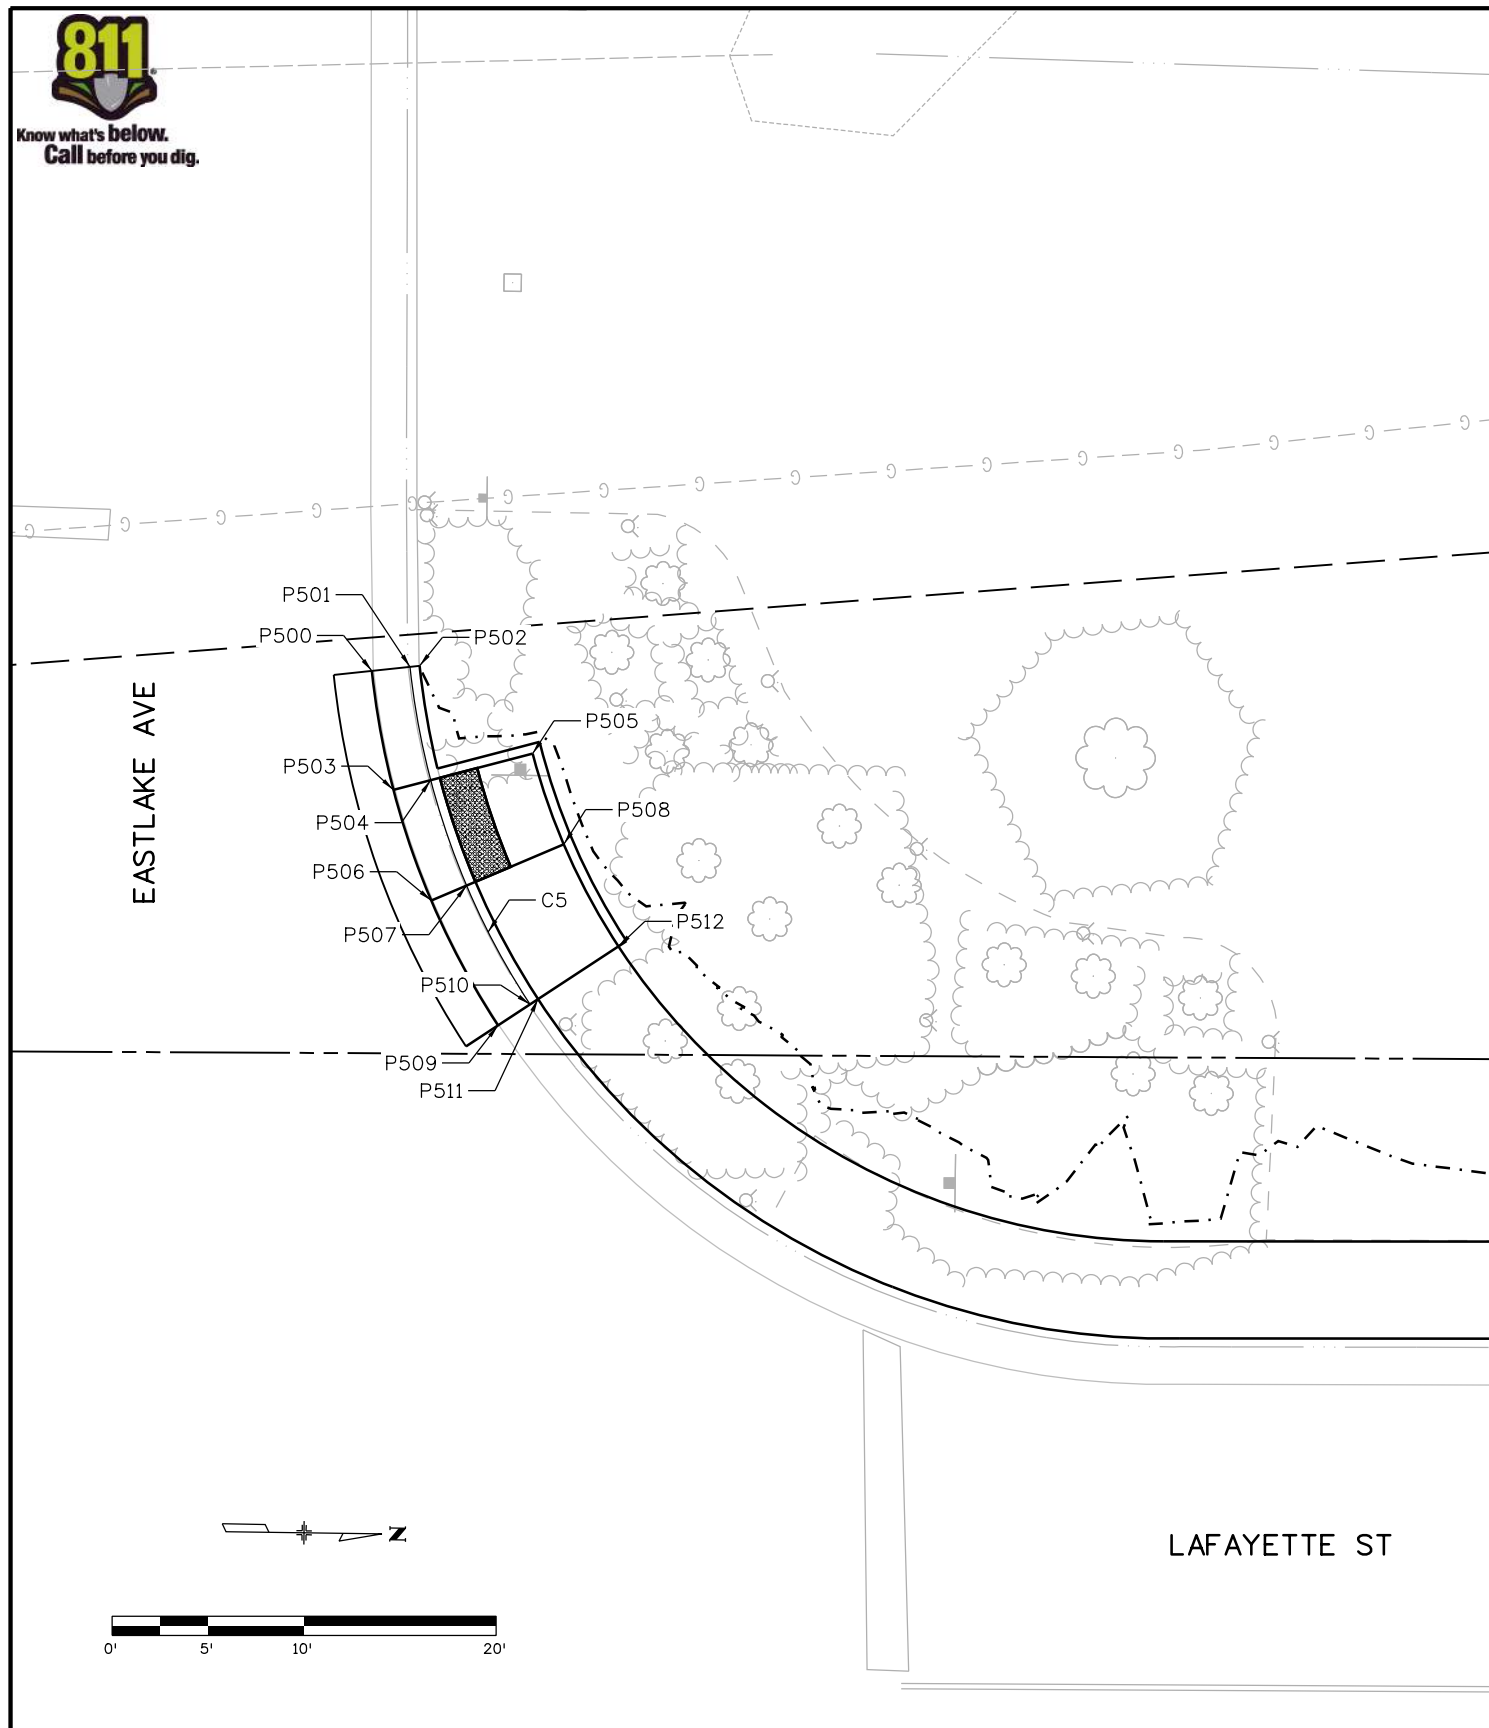 811
Know what's below.
Call before you dig.
G G G G G G G G G G G G G G G G
P501
P500
P502
P505
P503
P508
P504
P506
C5
P507
P512
P510
P509
P511
EASTLAKE AVE
N
LAFAYETTE ST
0' 5' 10' 20'